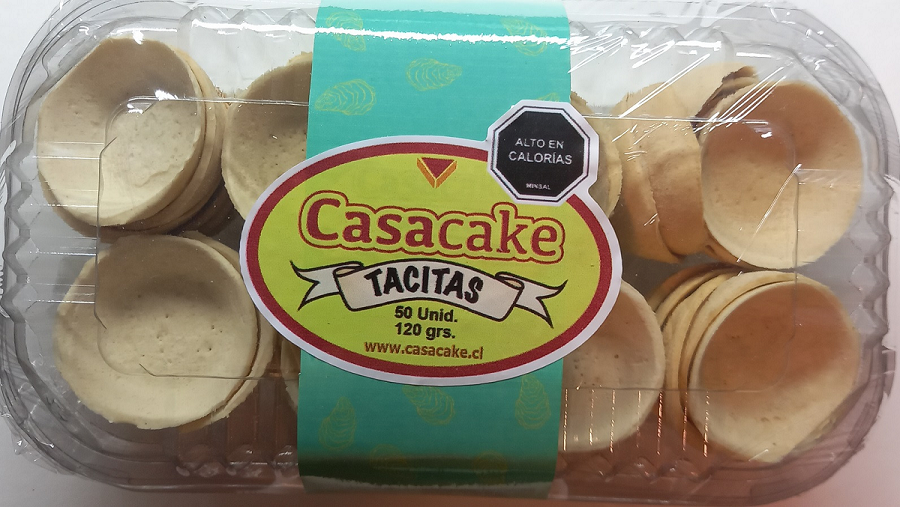 ALTO EN
CALORÍAS
MINSAL
Casacake
TACITAS
50 Unid.
120 grs.
www.casacake.cl